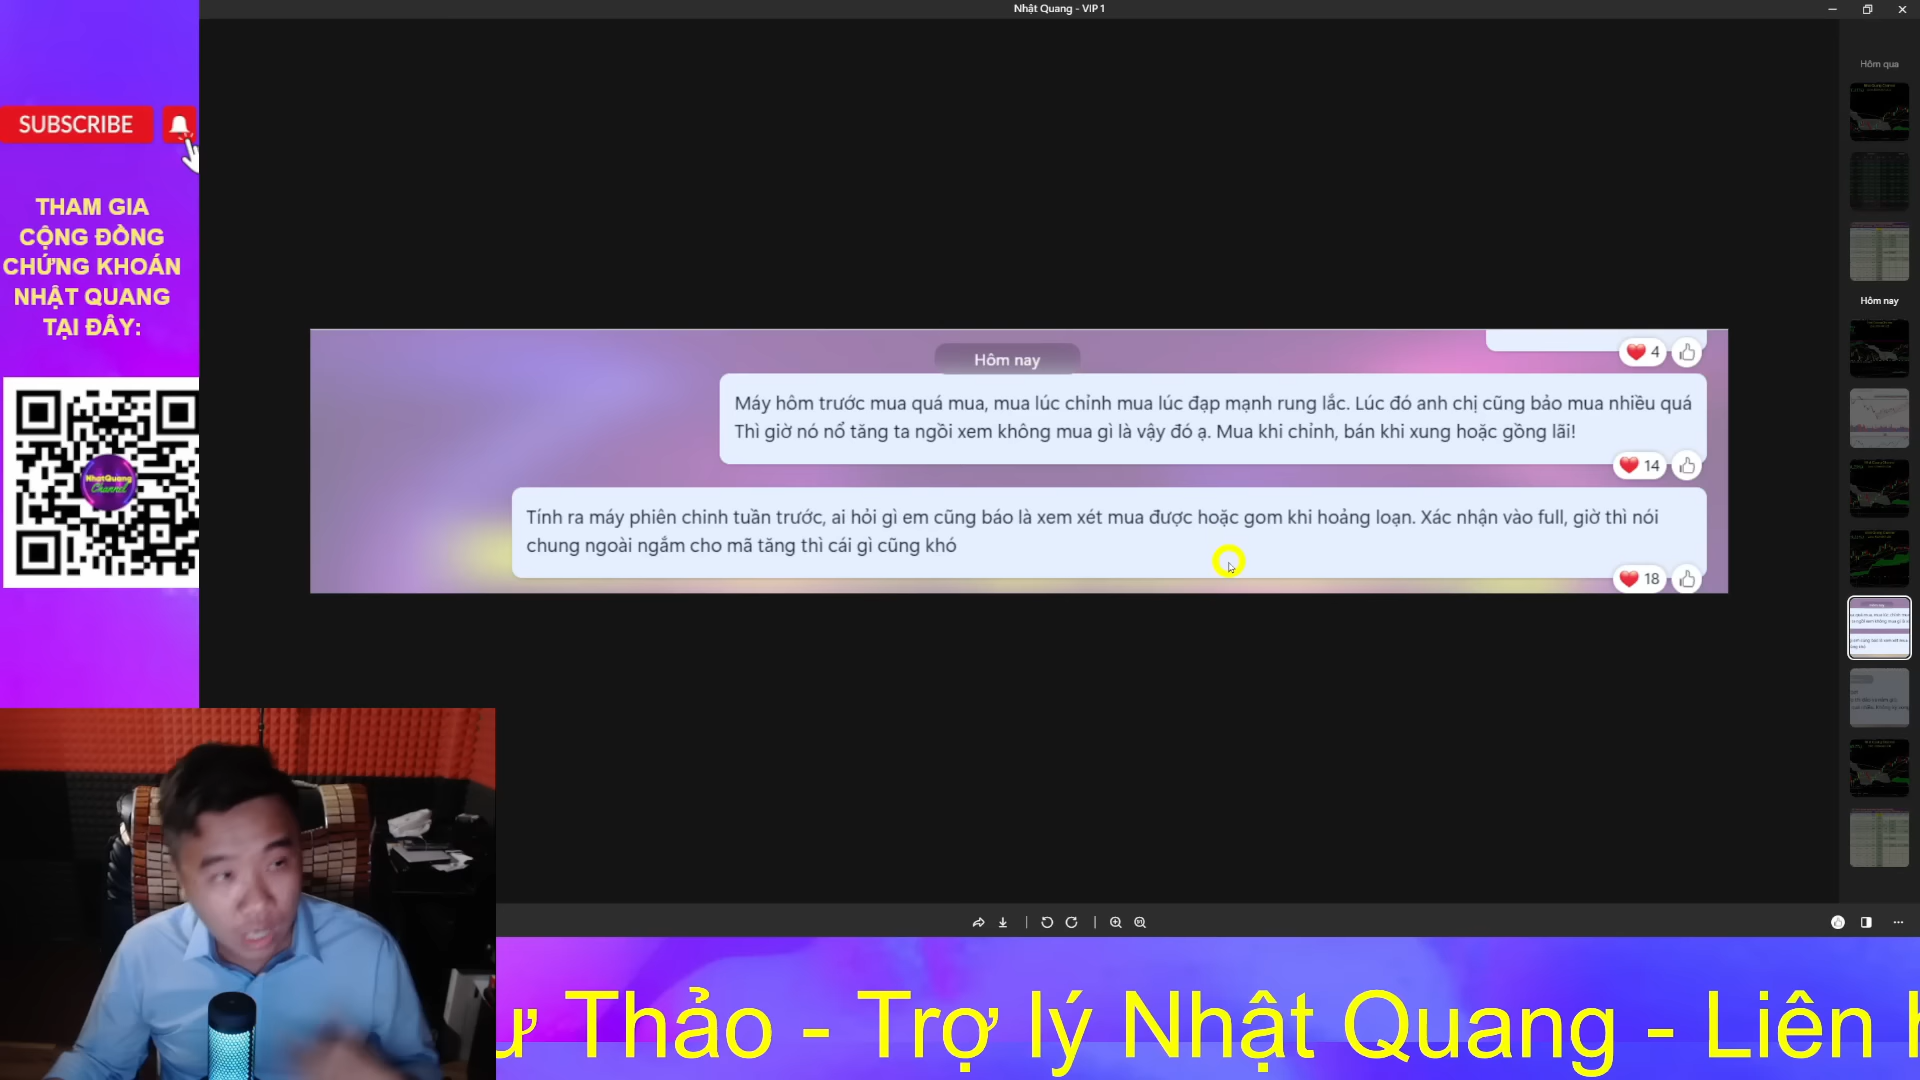 Nhật Quang - VIP 1
Hôm qua
SUBSCRIBE
THAM GIA
CỘNG ĐỒNG
CHỨNG KHOÁN
NHẬT QUANG
TẠI ĐÂY:
NhatQuang
Channel
Hôm nay
Hôm nay
4
Máy hôm trước mua quá mua, mua lúc chỉnh mua lúc đạp mạnh rung lắc. Lúc đó anh chị cũng bảo mua nhiều quá
Thì giờ nó nổ tăng ta ngồi xem không mua gì là vậy đó ạ. Mua khi chỉnh, bán khi xung hoặc gồng lãi!
14
Tính ra máy phiên chinh tuần trước, ai hỏi gì em cũng báo là xem xét mua được hoặc gom khi hoảng loạn. Xác nhận vào full, giờ thì nói
chung ngoài ngắm cho mã tăng thì cái gì cũng khó
18
ư Thảo - Trợ lý Nhật Quang - Liên h